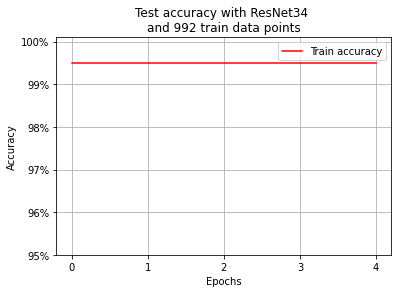 Test accuracy with ResNet34
and 992 train data points
Train accuracy
100%
99%
98%
97%
96%
95%
Accuracy
0 1 2 3 4
Epochs